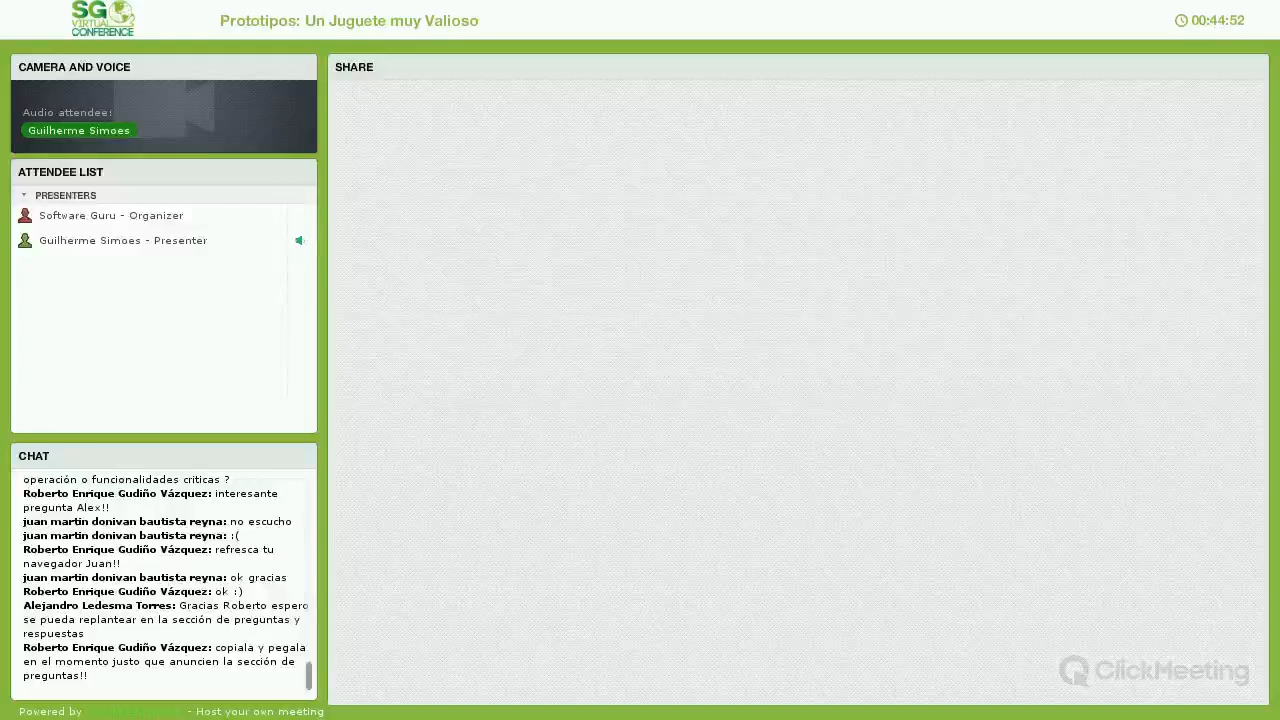 SG
VIRTUAL
CONFERENCE
Prototipos: Un Juguete muy Valioso
00:44:52
CAMERA AND VOICE
Audio attendee:
Guilherme Simoes
ATTENDEE LIST
PRESENTERS
Software Guru - Organizer
Guilherme Simoes - Presenter
CHAT
operación o funcionalidades criticas ?
Roberto Enrique Gudiño Vázquez: interesante
pregunta Alex!!
juan martin donivan bautista reyna: no escucho
juan martin donivan bautista reyna: :(
Roberto Enrique Gudiño Vázquez: refresca tu
navegador Juan!!
juan martin donivan bautista reyna: ok gracias
Roberto Enrique Gudiño Vázquez: ok :)
Alejandro Ledesma Torres: Gracias Roberto espero
se pueda replantear en la sección de preguntas y
respuestas
Roberto Enrique Gudiño Vázquez: copiala y pegala
en el momento justo que anuncien la sección de
preguntas!!
SHARE
ClickMeeting
Powered by - Host your own meeting